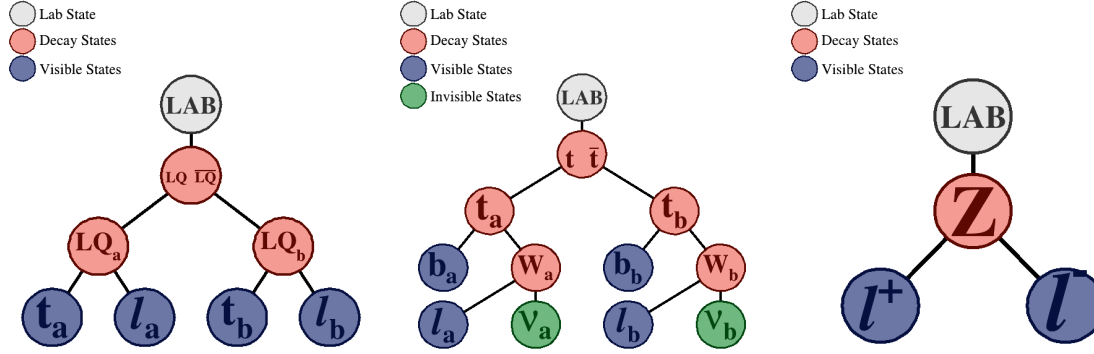 Lab State
Decay States
Visible States
LAB
LQ L̅Q̅
LQa
LQb
ta
la
tb
lb
Lab State
Decay States
Visible States
Invisible States
LAB
t t̄
ta
tb
ba
Wa
bb
Wb
la
νa
lb
νb
Lab State
Decay States
Visible States
LAB
Z
l+
l-